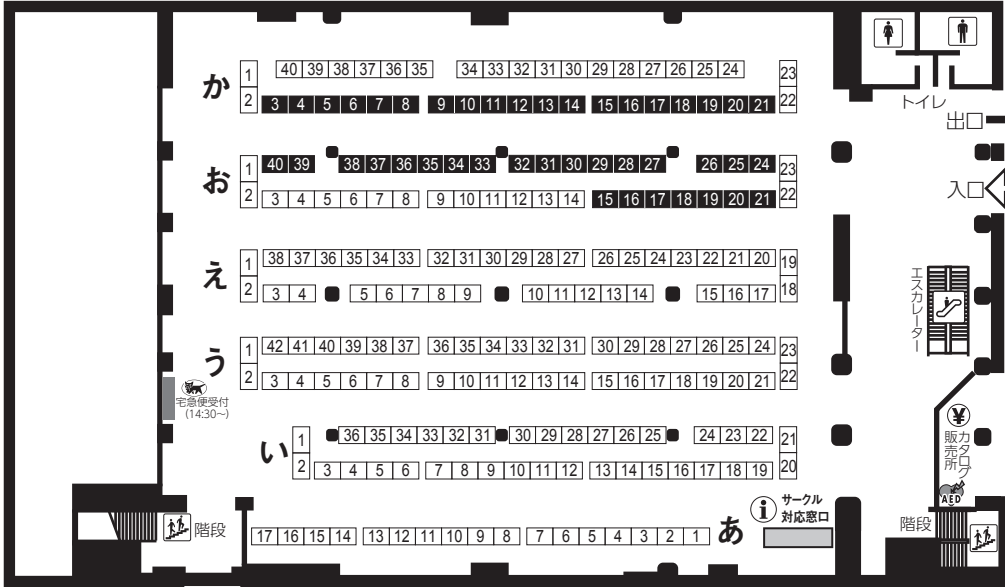 トイレ
出口
入口
エスカレーター
¥
カタログ
販売所
AED
階段
か
1
40 39 38 37 36 35 34 33 32 31 30 29 28 27 26 25 24
23
2
3 4 5 6 7 8 9 10 11 12 13 14 15 16 17 18 19 20 21
22
お
1
40 39 38 37 36 35 34 33 32 31 30 29 28 27 26 25 24
23
2
3 4 5 6 7 8 9 10 11 12 13 14 15 16 17 18 19 20 21
22
え
1
38 37 36 35 34 33 32 31 30 29 28 27 26 25 24 23 22 21 20
19
2
3 4 5 6 7 8 9 10 11 12 13 14 15 16 17
18
う
1
42 41 40 39 38 37 36 35 34 33 32 31 30 29 28 27 26 25 24
23
2
3 4 5 6 7 8 9 10 11 12 13 14 15 16 17 18 19 20 21
22
宅急便受付
(14:30〜)
い
1
36 35 34 33 32 31 30 29 28 27 26 25 24 23 22
21
2
3 4 5 6 7 8 9 10 11 12 13 14 15 16 17 18 19
20
i
サークル
対応窓口
階段
17 16 15 14 13 12 11 10 9 8 7 6 5 4 3 2 1
あ